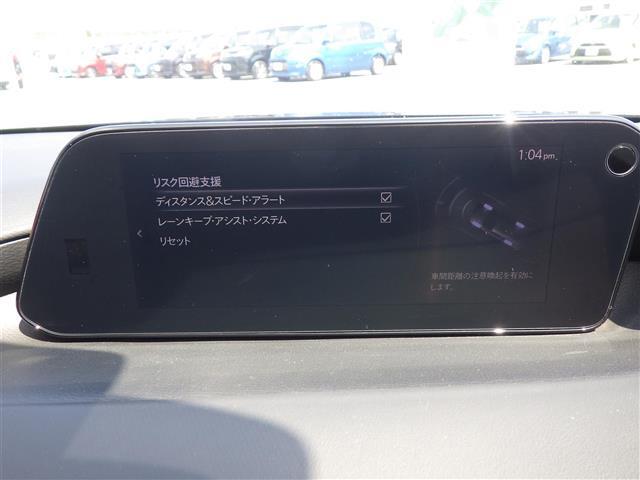 1:04 pm.
リスク回避支援
ディスタンス&スピード・アラート
レーンキープ・アシスト・システム
リセット
車間距離の注意喚起を有効に
します。